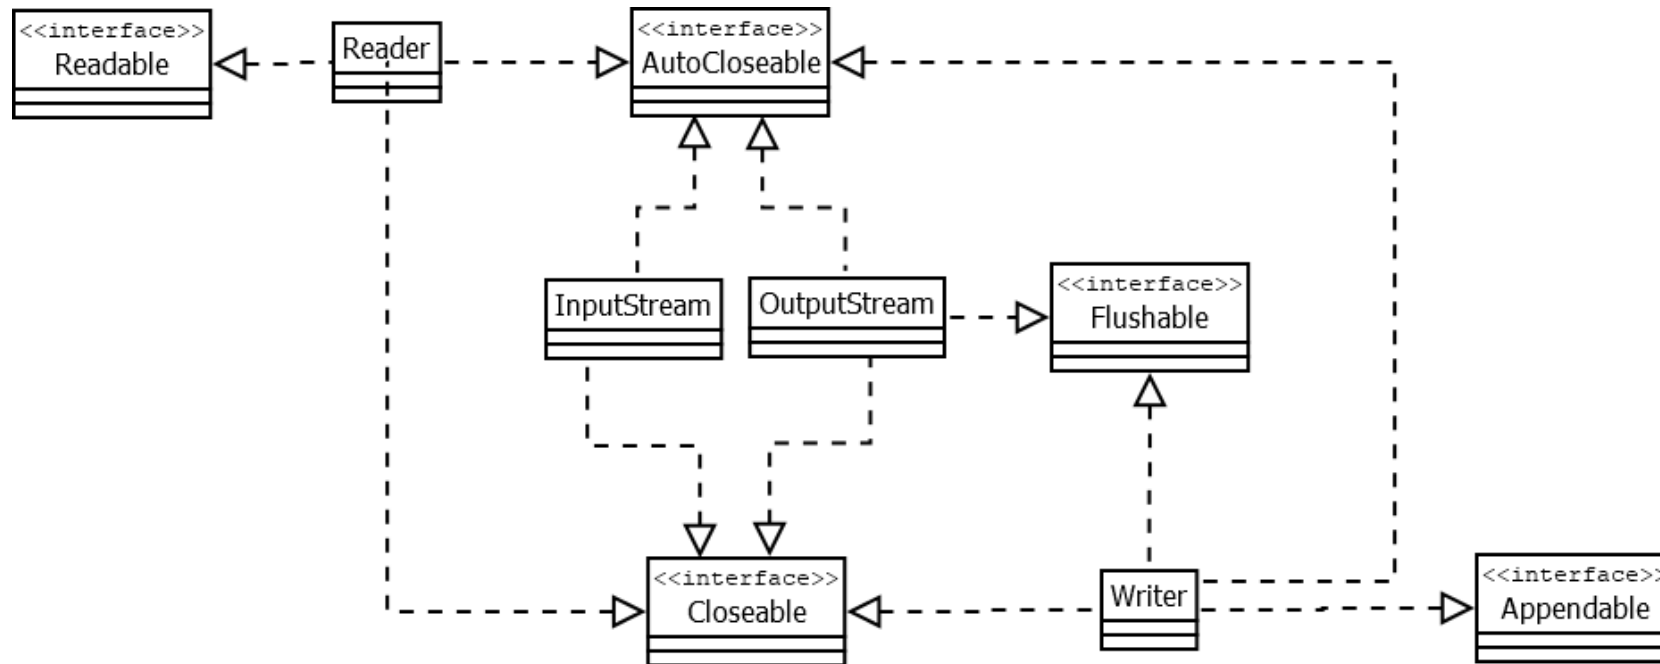 <<interface>>
Readable
Reader
<<interface>>
AutoCloseable
InputStream
OutputStream
<<interface>>
Flushable
<<interface>>
Closeable
Writer
<<interface>>
Appendable